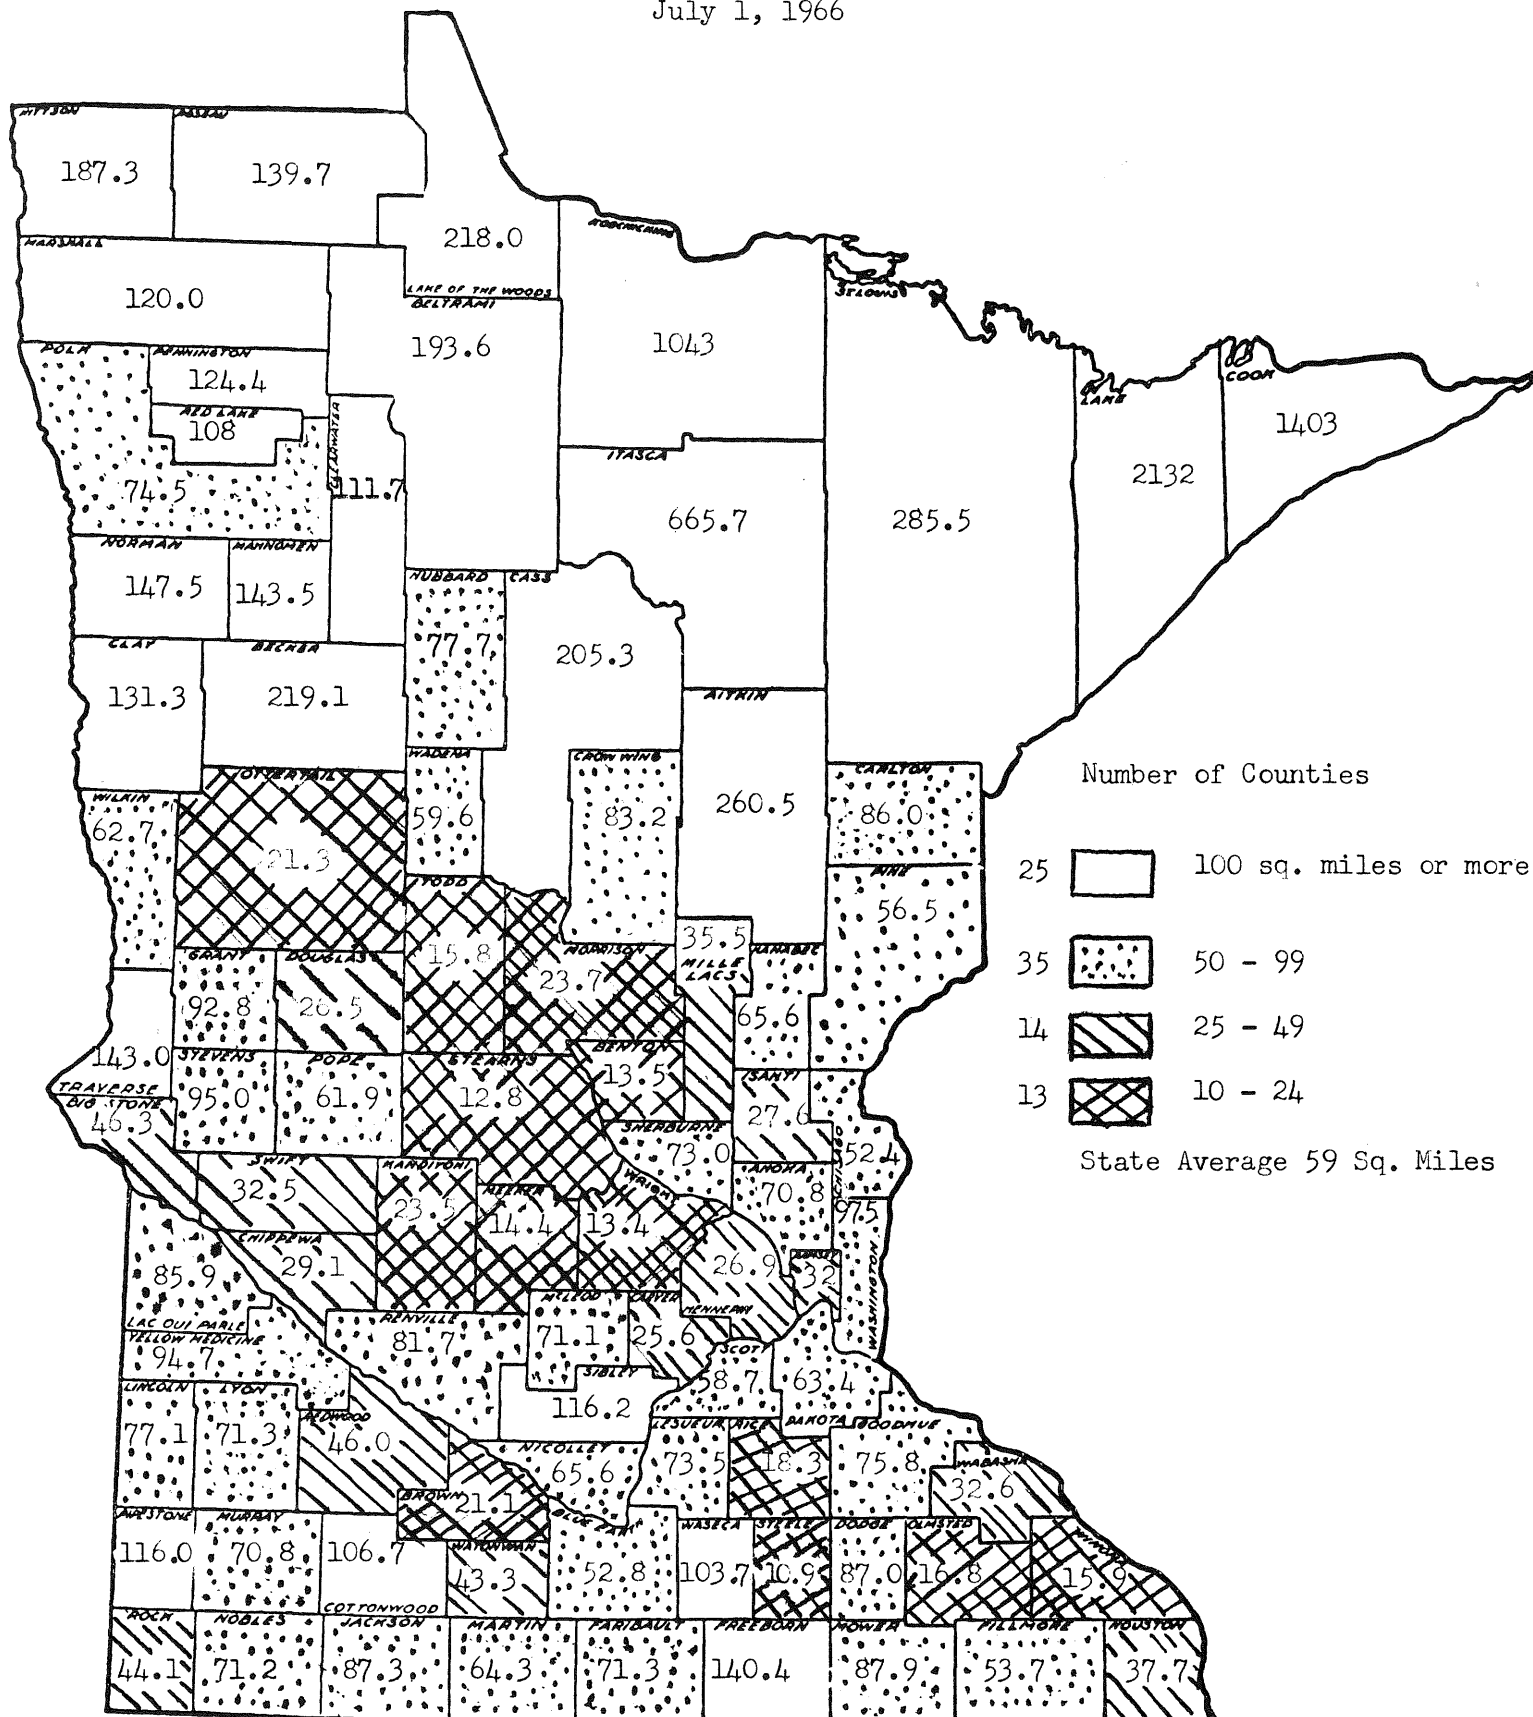 July 1, 1966
KITTSON
ROSEAU
187.3
139.7
218.0
LAKE OF THE WOODS
KOOCHICHING
1043
MARSHALL
120.0
BELTRAMI
193.6
ST LOUIS
285.5
LAKE
2132
COOK
1403
POLK
74.5
PENNINGTON
124.4
RED LAKE
108
CLEARWATER
111.7
ITASCA
665.7
NORMAN
147.5
MAHNOMEN
143.5
HUBBARD
77.7
CASS
205.3
CLAY
131.3
BECKER
219.1
AITKIN
260.5
WADENA
59.6
CROW WING
83.2
CARLTON
86.0
WILKIN
62.7
OTTERTAIL
21.3
TODD
15.8
PINE
56.5
Number of Counties
25 100 sq. miles or more
35 50 - 99
14 25 - 49
13 10 - 24
State Average 59 Sq. Miles
GRANT
92.8
DOUGLAS
26.5
MORRISON
23.7
35.5
MILLE
LACS
KANABEC
65.6
143.0
TRAVERSE
STEVENS
95.0
POPE
61.9
STEARNS
12.8
BENTON
13.5
ISANTI
27.6
BIG STONE
46.3
SHERBURNE
73.0
CHISAGO
52.4
SWIFT
32.5
KANDIYOHI
23.5
MEEKER
14.4
WRIGHT
13.4
ANOKA
70.8
97.5
WASHINGTON
CHIPPEWA
29.1
26.9
HENNEPIN
RAMSEY
32
85.9
LAC QUI PARLE
YELLOW MEDICINE
94.7
RENVILLE
81.7
McLEOD
71.1
CARVER
25.6
SCOTT
58.7
63.4
DAKOTA
SIBLEY
116.2
LINCOLN
77.1
LYON
71.3
REDWOOD
46.0
NICOLLET
65.6
LESUEUR
73.5
RICE
18.3
GOODHUE
75.8
WABASHA
32.6
BROWN
21.1
PIPESTONE
116.0
MURRAY
70.8
106.7
COTTONWOOD
WATONWAN
43.3
BLUE EARTH
52.8
WASECA
103.7
STEELE
10.9
DODGE
87.0
OLMSTED
16.8
WINONA
15.9
ROCK
44.1
NOBLES
71.2
JACKSON
87.3
MARTIN
64.3
FARIBAULT
71.3
FREEBORN
140.4
MOWER
87.9
FILLMORE
53.7
HOUSTON
37.7